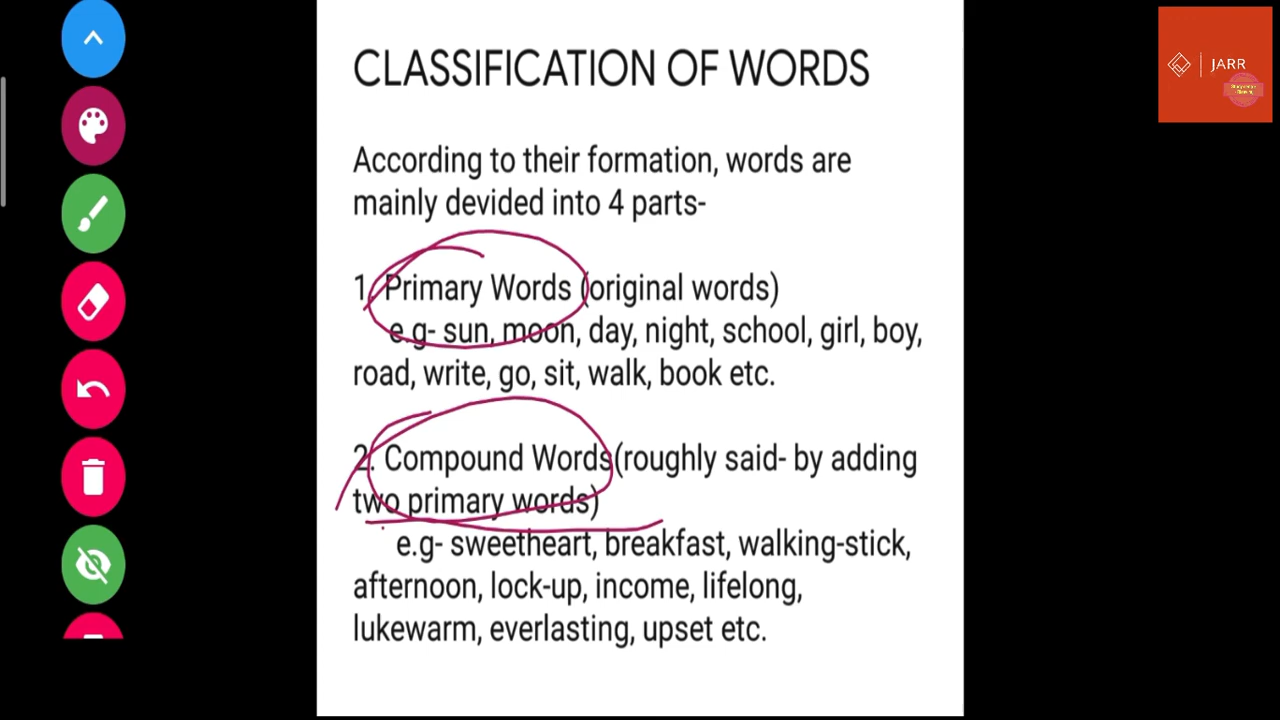 CLASSIFICATION OF WORDS
JARR
According to their formation, words are
mainly devided into 4 parts-
1. Primary Words (original words)
e.g- sun, moon, day, night, school, girl, boy,
road, write, go, sit, walk, book etc.
2. Compound Words(roughly said- by adding
two primary words)
e.g- sweetheart, breakfast, walking-stick,
afternoon, lock-up, income, lifelong,
lukewarm, everlasting, upset etc.